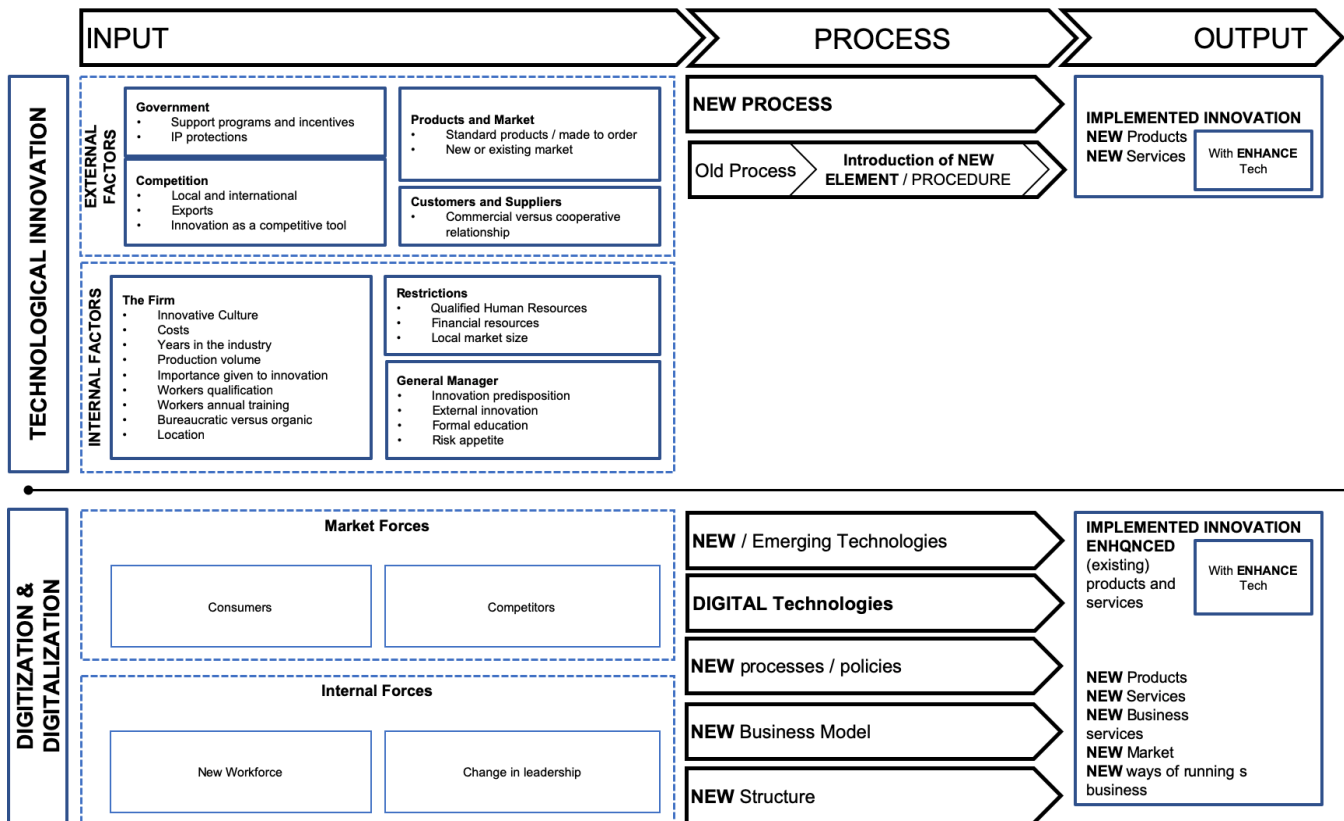 INPUT
PROCESS
OUTPUT
TECHNOLOGICAL INNOVATION
EXTERNAL
FACTORS
Government
• Support programs and incentives
• IP protections
Competition
• Local and international
• Exports
• Innovation as a competitive tool
Products and Market
• Standard products / made to order
• New or existing market
Customers and Suppliers
• Commercial versus cooperative
relationship
INTERNAL FACTORS
The Firm
• Innovative Culture
• Costs
• Years in the industry
• Production volume
• Importance given to innovation
• Workers qualification
• Workers annual training
• Bureaucratic versus organic
• Location
Restrictions
• Qualified Human Resources
• Financial resources
• Local market size
General Manager
• Innovation predisposition
• External innovation
• Formal education
• Risk appetite
NEW PROCESS
Old Process
Introduction of NEW
ELEMENT / PROCEDURE
IMPLEMENTED INNOVATION
NEW Products
NEW Services
With ENHANCE
Tech
DIGITIZATION &
DIGITALIZATION
Market Forces
Consumers
Competitors
Internal Forces
New Workforce
Change in leadership
NEW / Emerging Technologies
DIGITAL Technologies
NEW processes / policies
NEW Business Model
NEW Structure
IMPLEMENTED INNOVATION
ENHQNCED
(existing)
products and
services
With ENHANCE
Tech
NEW Products
NEW Services
NEW Business
services
NEW Market
NEW ways of running s
business